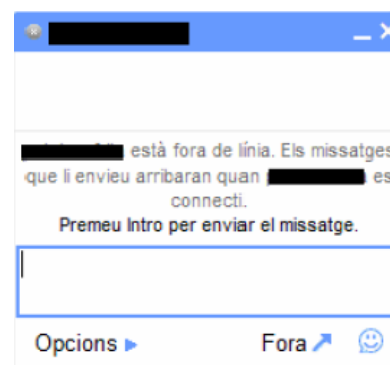 està fora de línia. Els missatges
que li envieu arribaran quan es
connecti.
Premeu Intro per enviar el missatge.
Opcions Fora